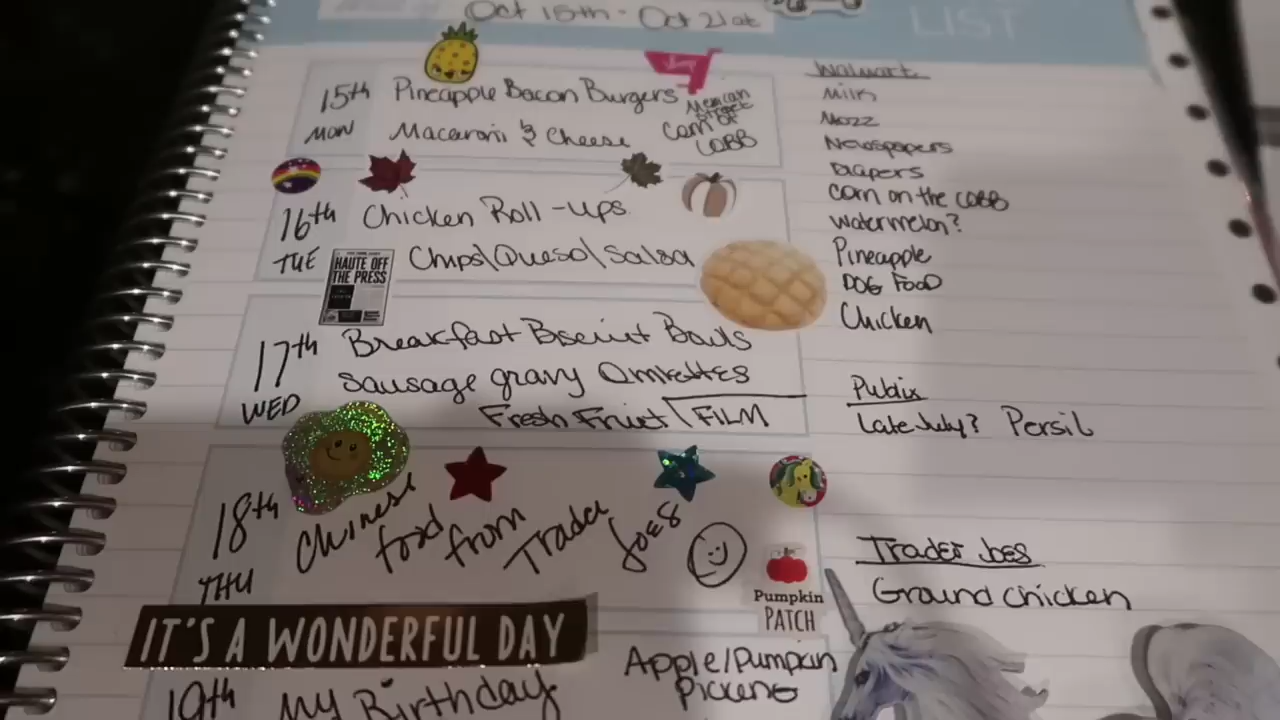 Oct 15th - Oct 21st
LIST
15th
MON
Pineapple Bacon Burgers
Macaroni & Cheese
Mexican
Street
Corn OF
COBB
16th
TUE
Chicken Roll-ups
Chips/Queso/Salsa
HAUTE OFF
THE PRESS
17th
WED
Breakfast Biscuit Bowls
Sausage gravy Omlettes
Fresh Fruit
FILM
18th
THU
Chinese
food
from
Trader
Joes
Pumpkin
PATCH
IT'S A WONDERFUL DAY
19th
My Birthday
Apple/Pumpkin
Picking
Walmart
Milk
Mozz
Newspapers
Diapers
Corn on the COBB
watermelon?
Pineapple
DOG FOOD
Chicken
Publix
Late July? Persil
Trader Joes
Ground chicken